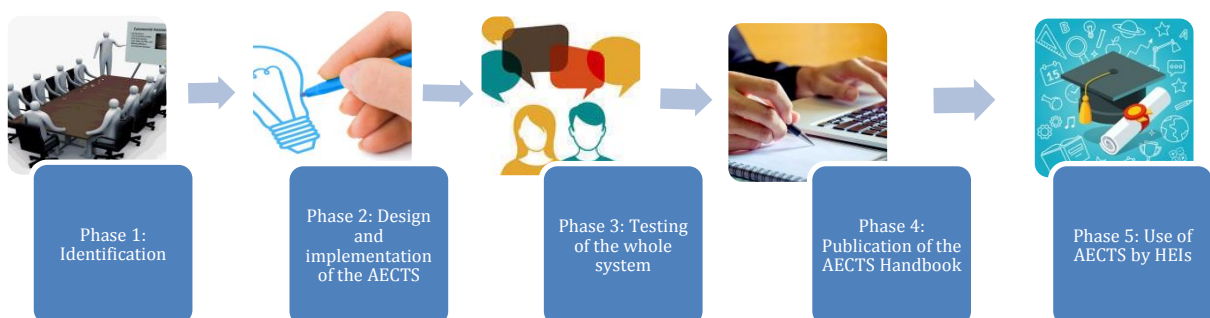 Phase 1:
Identification
Phase 2: Design
and
implementation
of the AECTS
Phase 3: Testing
of the whole
system
Phase 4:
Publication of the
AECTS Handbook
Phase 5: Use of
AECTS by HEIs